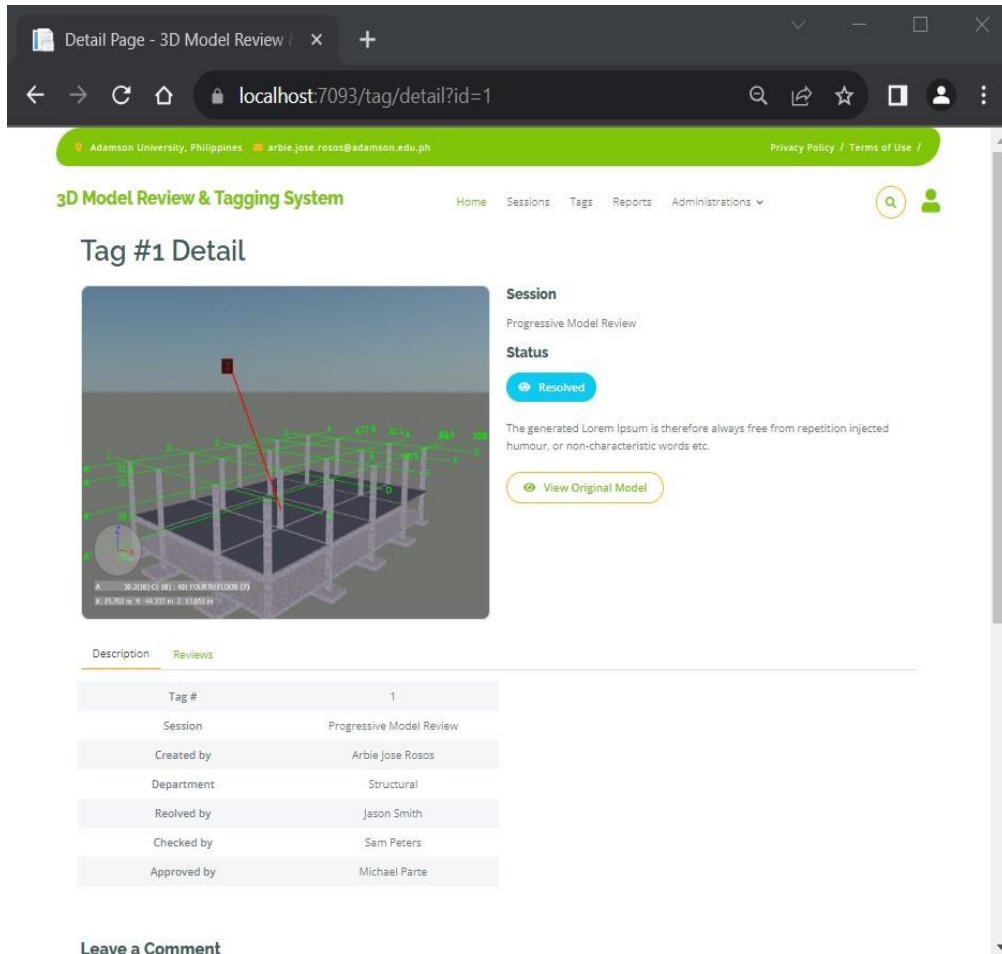 Detail Page - 3D Model Review &
localhost:7093/tag/detail?id=1
Adamson University, Philippines arbie.jose.rosos@adamson.edu.ph Privacy Policy / Terms of Use /
3D Model Review & Tagging System Home Sessions Tags Reports Administrations
Tag #1 Detail
Session
Progressive Model Review
Status
Resolved
The generated Lorem Ipsum is therefore always free from repetition injected
humour, or non-characteristic words etc.
View Original Model
Z
X
FOURTH FLOOR (7)
Description Reviews
Tag # 1
Session Progressive Model Review
Created by Arbie Jose Rosos
Department Structural
Reolved by Jason Smith
Checked by Sam Peters
Approved by Michael Parte
Leave a Comment